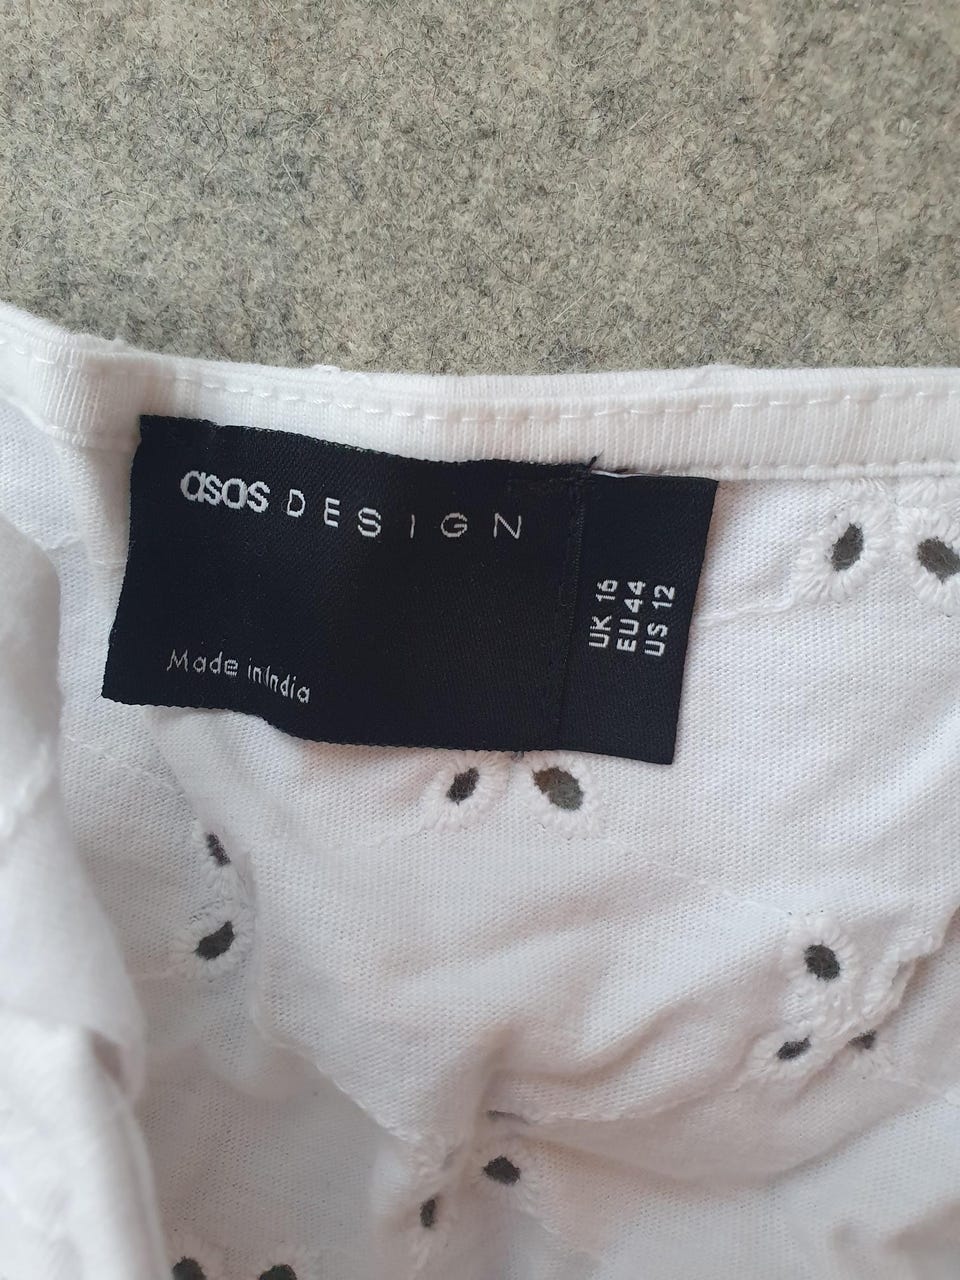 asos DESIGN
Made in India
UK 16
EU 44
US 12